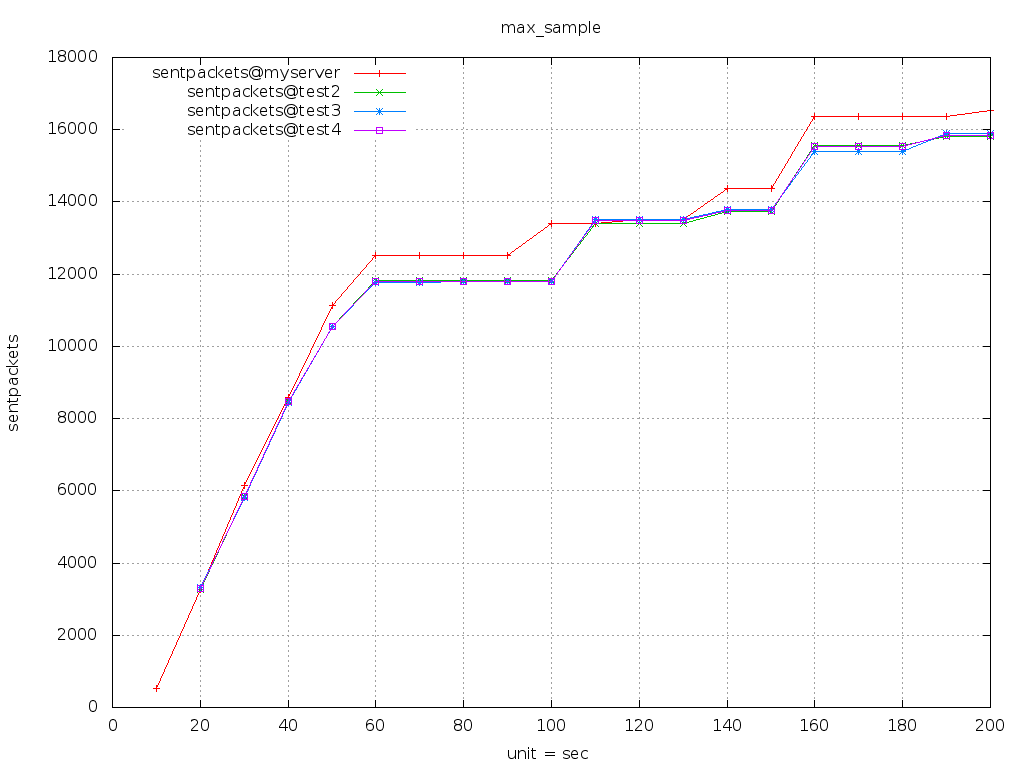 max_sample
18000
16000
14000
12000
10000
8000
6000
4000
2000
0
sentpackets@myserver
sentpackets@test2
sentpackets@test3
sentpackets@test4
sentpackets
0 20 40 60 80 100 120 140 160 180 200
unit = sec